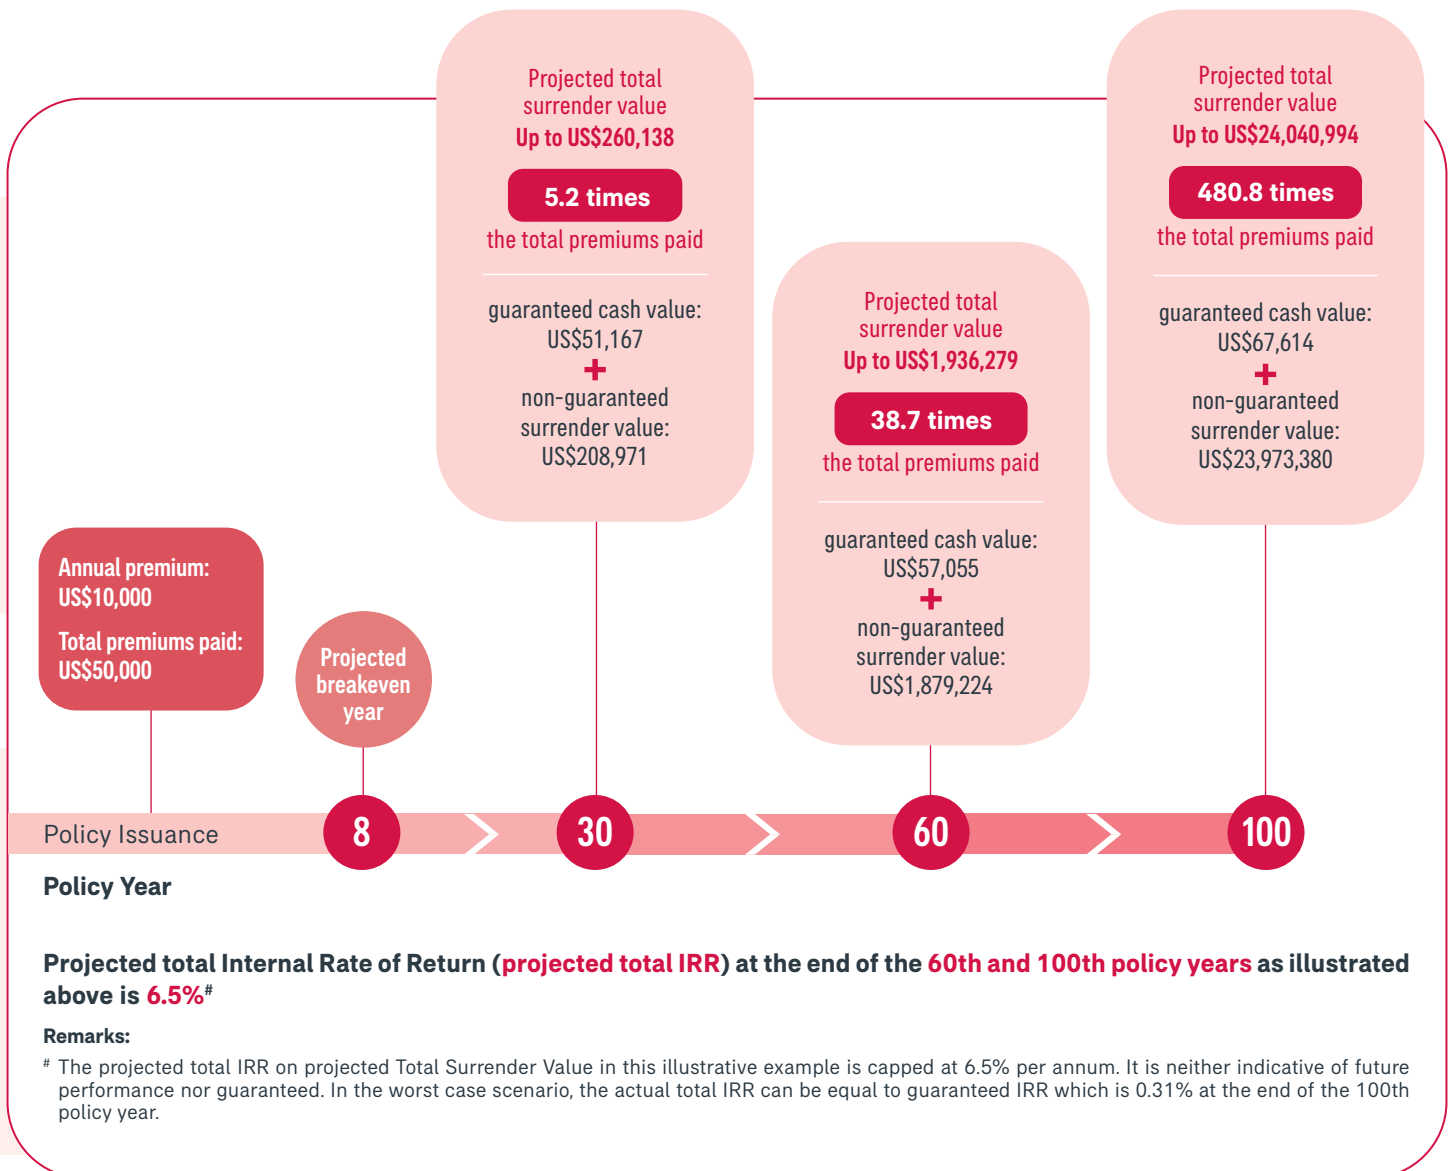 Projected total
surrender value
Up to US$260,138
5.2 times
the total premiums paid
guaranteed cash value:
US$51,167
+
non-guaranteed
surrender value:
US$208,971
Projected total
surrender value
Up to US$1,936,279
38.7 times
the total premiums paid
guaranteed cash value:
US$57,055
+
non-guaranteed
surrender value:
US$1,879,224
Projected total
surrender value
Up to US$24,040,994
480.8 times
the total premiums paid
guaranteed cash value:
US$67,614
+
non-guaranteed
surrender value:
US$23,973,380
Annual premium:
US$10,000
Total premiums paid:
US$50,000
Projected
breakeven
year
Policy Issuance
8
30
60
100
Policy Year
Projected total Internal Rate of Return (projected total IRR) at the end of the 60th and 100th policy years as illustrated
above is 6.5%#
Remarks:
# The projected total IRR on projected Total Surrender Value in this illustrative example is capped at 6.5% per annum. It is neither indicative of future
performance nor guaranteed. In the worst case scenario, the actual total IRR can be equal to guaranteed IRR which is 0.31% at the end of the 100th
policy year.